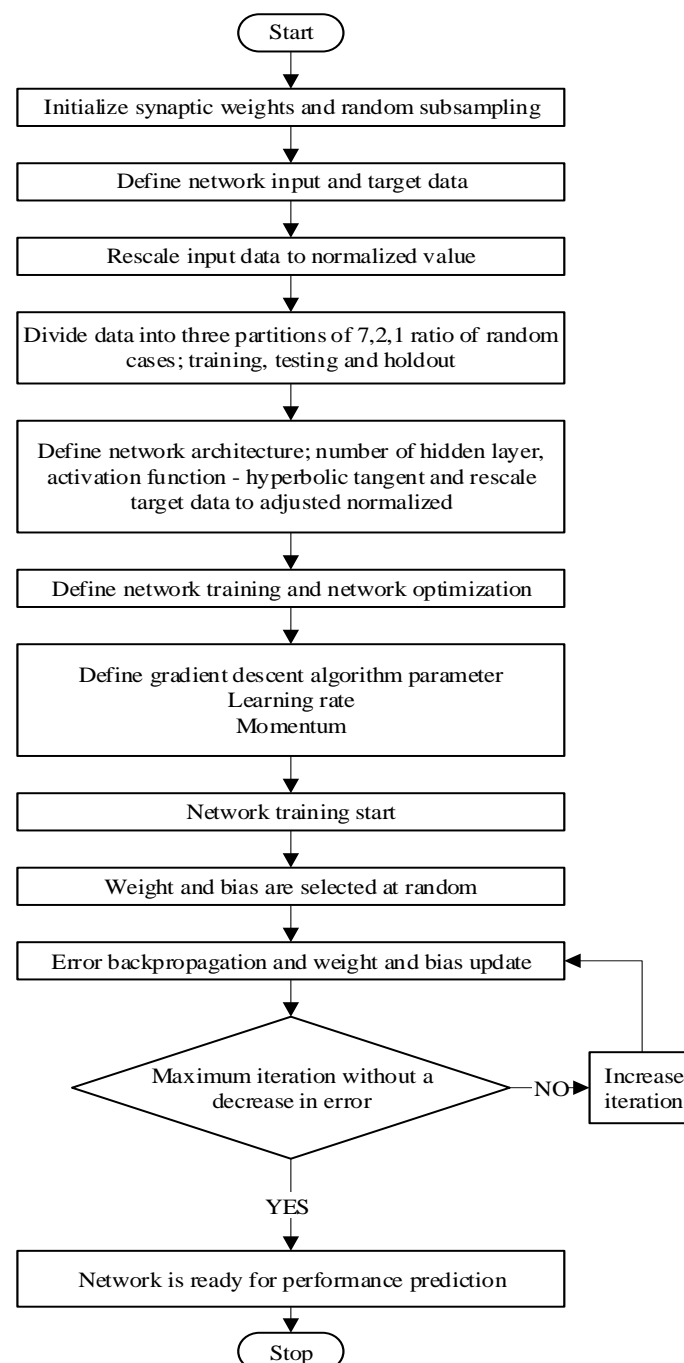 Start
Initialize synaptic weights and random subsampling
Define network input and target data
Rescale input data to normalized value
Divide data into three partitions of 7,2,1 ratio of random
cases; training, testing and holdout
Define network architecture; number of hidden layer,
activation function - hyperbolic tangent and rescale
target data to adjusted normalized
Define network training and network optimization
Define gradient descent algorithm parameter
Learning rate
Momentum
Network training start
Weight and bias are selected at random
Error backpropagation and weight and bias update
Maximum iteration without a
decrease in error
NO
Increase
iteration
YES
Network is ready for performance prediction
Stop